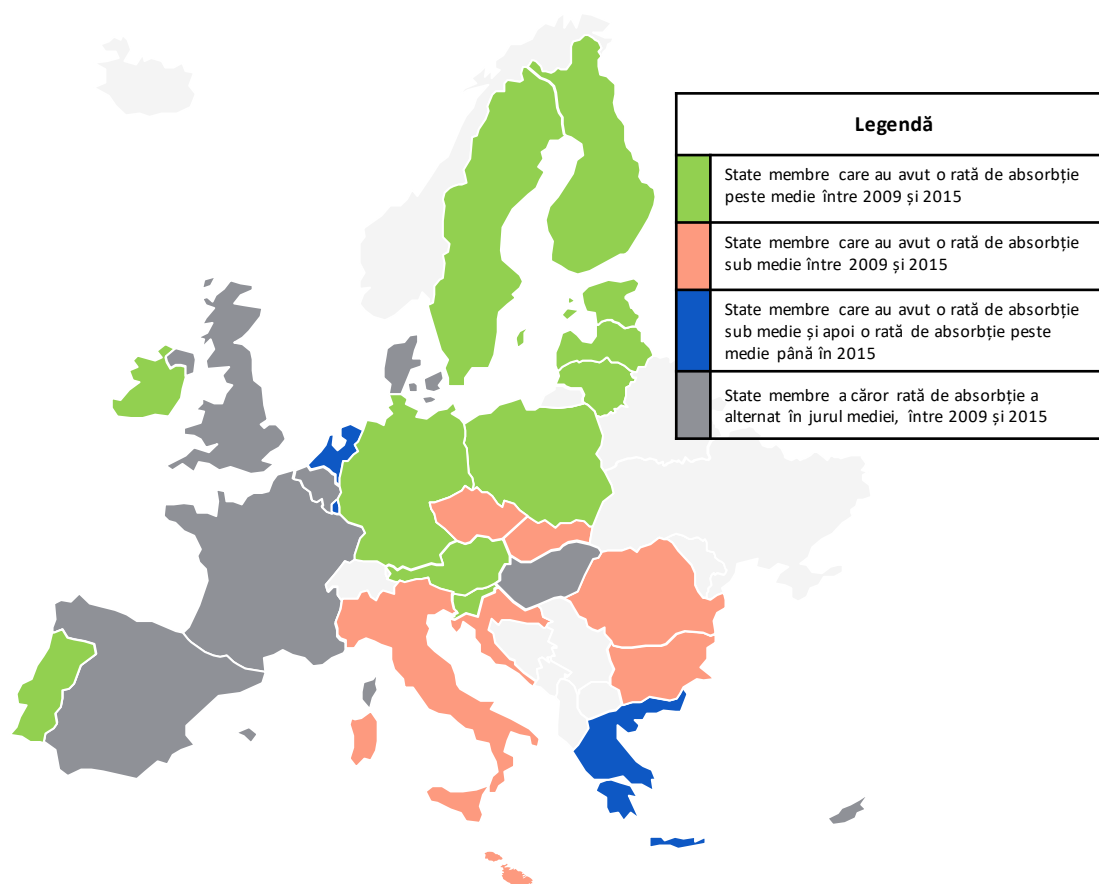 Legendă
State membre care au avut o rată de absorbție
peste medie între 2009 și 2015
State membre care au avut o rată de absorbție
sub medie între 2009 și 2015
State membre care au avut o rată de absorbție
sub medie și apoi o rată de absorbție peste
medie până în 2015
State membre a căror rată de absorbție a
alternat în jurul mediei, între 2009 și 2015